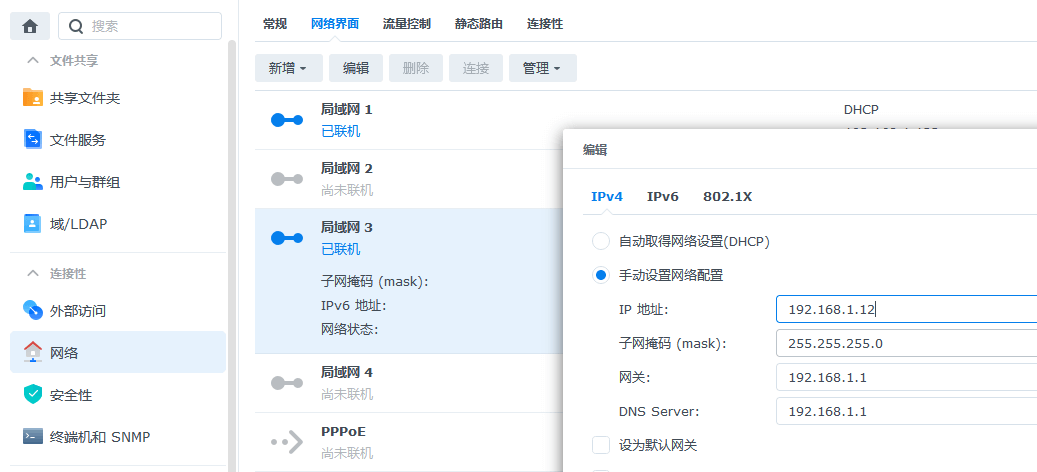 搜索
文件共享
共享文件夹
文件服务
用户与群组
域/LDAP
连接性
外部访问
网络
安全性
终端机和 SNMP
常规 网络界面 流量控制 静态路由 连接性
新增 编辑 删除 连接 管理
局域网 1 DHCP
已联机
局域网 2
尚未联机
局域网 3
已联机
子网掩码 (mask):
IPv6 地址:
网络状态:
局域网 4
尚未联机
PPPoE
尚未联机
编辑
IPv4 IPv6 802.1X
自动取得网络设置(DHCP)
手动设置网络配置
IP 地址: 192.168.1.12
子网掩码 (mask): 255.255.255.0
网关: 192.168.1.1
DNS Server: 192.168.1.1
设为默认网关